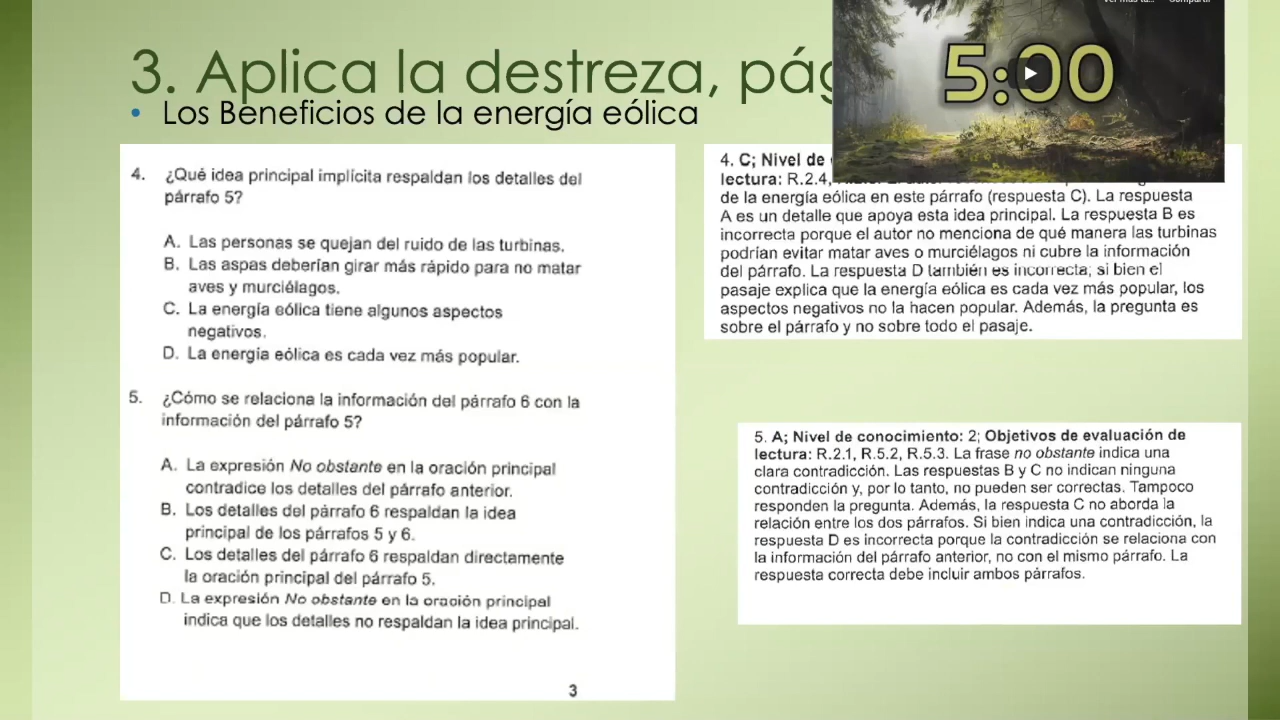 3. Aplica la destreza, pág
• Los Beneficios de la energía eólica
5:00
4. ¿Qué idea principal implícita respaldan los detalles del
párrafo 5?
A. Las personas se quejan del ruido de las turbinas.
B. Las aspas deberían girar más rápido para no matar
aves y murciélagos.
C. La energía eólica tiene algunos aspectos
negativos.
D. La energía eólica es cada vez más popular.
5. ¿Cómo se relaciona la información del párrafo 6 con la
información del párrafo 5?
A. La expresión No obstante en la oración principal
contradice los detalles del párrafo anterior.
B. Los detalles del párrafo 6 respaldan la idea
principal de los párrafos 5 y 6.
C. Los detalles del párrafo 6 respaldan directamente
la oración principal del párrafo 5.
D. La expresión No obstante en la oración principal
indica que los detalles no respaldan la idea principal.
3
4. C; Nivel de
lectura: R.2.4,
de la energía eólica en este párrafo (respuesta C). La respuesta
A es un detalle que apoya esta idea principal. La respuesta B es
incorrecta porque el autor no menciona de qué manera las turbinas
podrían evitar matar aves o murciélagos ni cubre la información
del párrafo. La respuesta D también es incorrecta; si bien el
pasaje explica que la energía eólica es cada vez más popular, los
aspectos negativos no la hacen popular. Además, la pregunta es
sobre el párrafo y no sobre todo el pasaje.
5. A; Nivel de conocimiento: 2; Objetivos de evaluación de
lectura: R.2.1, R.5.2, R.5.3. La frase no obstante indica una
clara contradicción. Las respuestas B y C no indican ninguna
contradicción y, por lo tanto, no pueden ser correctas. Tampoco
responden la pregunta. Además, la respuesta C no aborda la
relación entre los dos párrafos. Si bien indica una contradicción, la
respuesta D es incorrecta porque la contradicción se relaciona con
la información del párrafo anterior, no con el mismo párrafo. La
respuesta correcta debe incluir ambos párrafos.